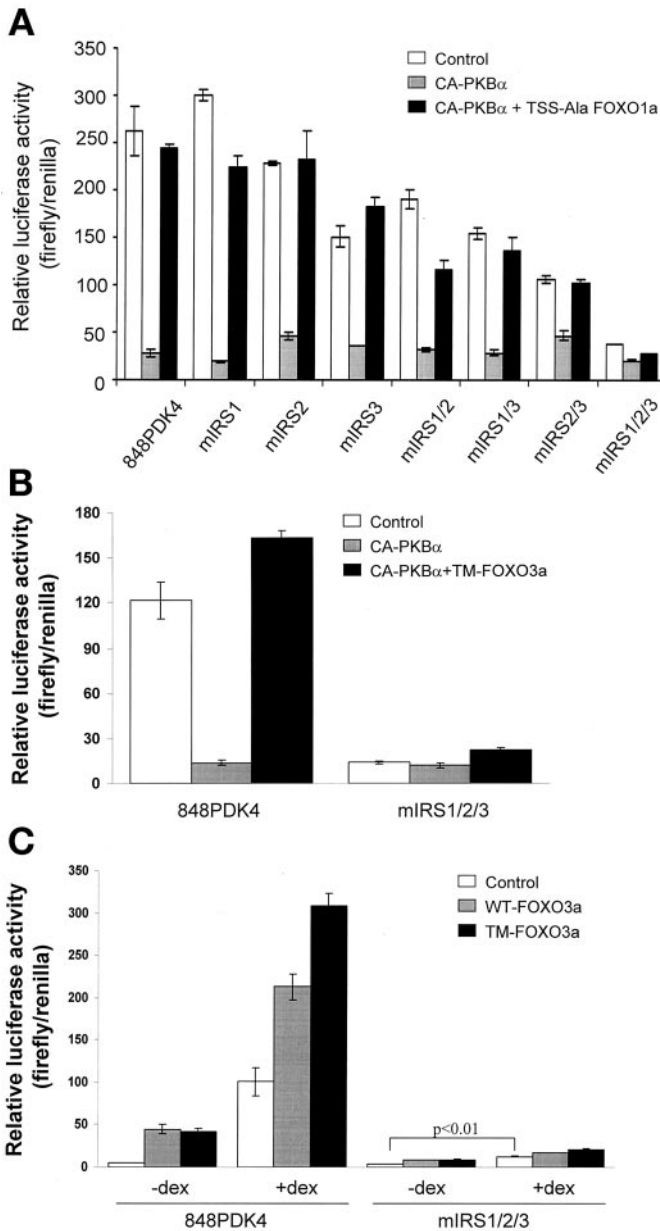 A
Relative luciferase activity
(firefly/renilla)
350
300
250
200
150
100
50
0
Control
CA-PKBα
CA-PKBα + TSS-Ala FOXO1a
848PDK4
mIRS1
mIRS2
mIRS3
mIRS1/2
mIRS1/3
mIRS2/3
mIRS1/2/3
B
Relative luciferase activity
(firefly/renilla)
180
150
120
90
60
30
0
Control
CA-PKBα
CA-PKBα+TM-FOXO3a
848PDK4
mIRS1/2/3
C
Relative luciferase activity
(firefly/renilla)
350
300
250
200
150
100
50
0
Control
WT-FOXO3a
TM-FOXO3a
p<0.01
-dex
+dex
-dex
+dex
848PDK4
mIRS1/2/3